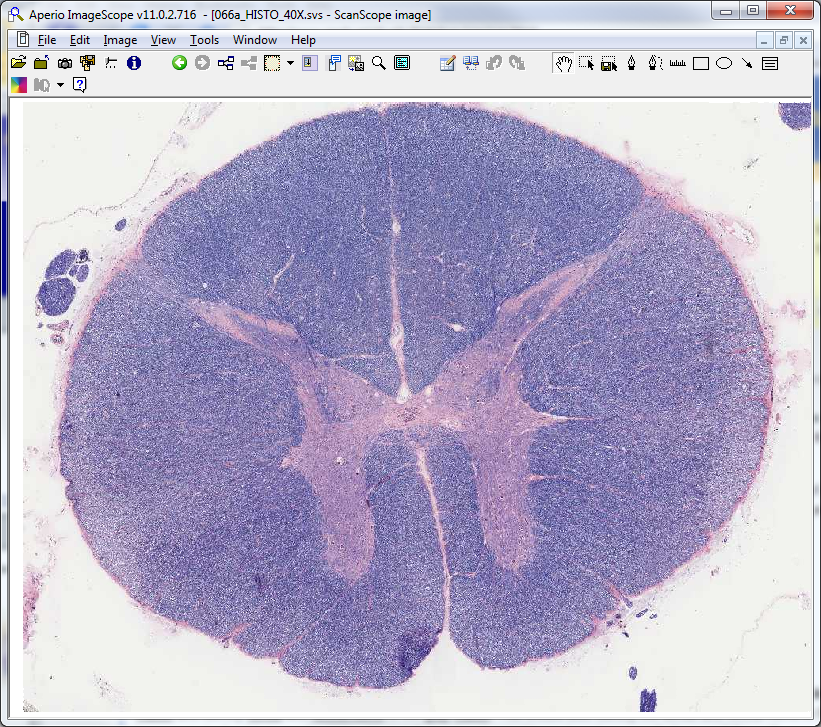 Aperio ImageScope v11.0.2.716 - [066a_HISTO_40X.svs - ScanScope image]
File Edit Image View Tools Window Help